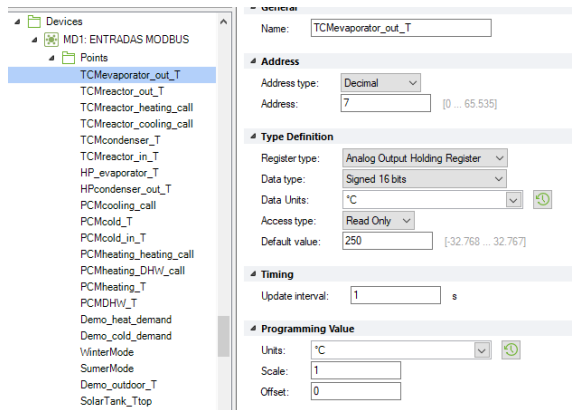 Devices
MD1: ENTRADAS MODBUS
Points
TCMevaporator_out_T
TCMreactor_out_T
TCMreactor_heating_call
TCMreactor_cooling_call
TCMcondenser_T
TCMreactor_in_T
HP_evaporator_T
HPcondenser_out_T
PCMcooling_call
PCMcold_T
PCMcold_in_T
PCMheating_heating_call
PCMheating_DHW_call
PCMheating_T
PCMDHW_T
Demo_heat_demand
Demo_cold_demand
WinterMode
SumerMode
Demo_outdoor_T
SolarTank_Ttop
General
Name: TCMevaporator_out_T
Address
Address type: Decimal
Address: 7 [0 ... 65.535]
Type Definition
Register type: Analog Output Holding Register
Data type: Signed 16 bits
Data Units: °C
Access type: Read Only
Default value: 250 [-32.768 ... 32.767]
Timing
Update interval: 1 s
Programming Value
Units: °C
Scale: 1
Offset: 0